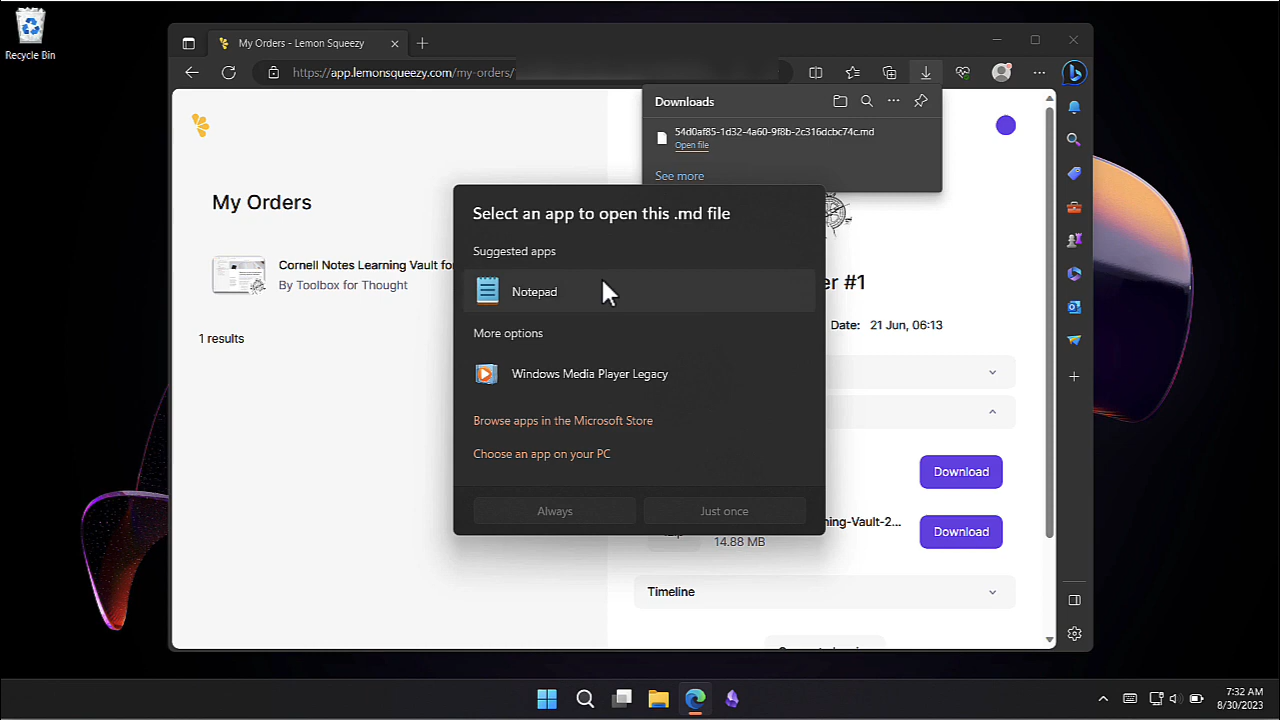 Recycle Bin
My Orders - Lemon Squeezy
https://app.lemonsqueezy.com/my-orders/
Downloads
54d0af85-1d32-4a60-9f8b-2c316dcbc74c.md
Open file
See more
My Orders
Cornell Notes Learning Vault for
By Toolbox for Thought
1 results
Select an app to open this .md file
Suggested apps
Notepad
More options
Windows Media Player Legacy
Browse apps in the Microsoft Store
Choose an app on your PC
Always
Just once
er #1
Date: 21 Jun, 06:13
Download
ning-Vault-2...
14.88 MB
Download
Timeline
7:32 AM
8/30/2023